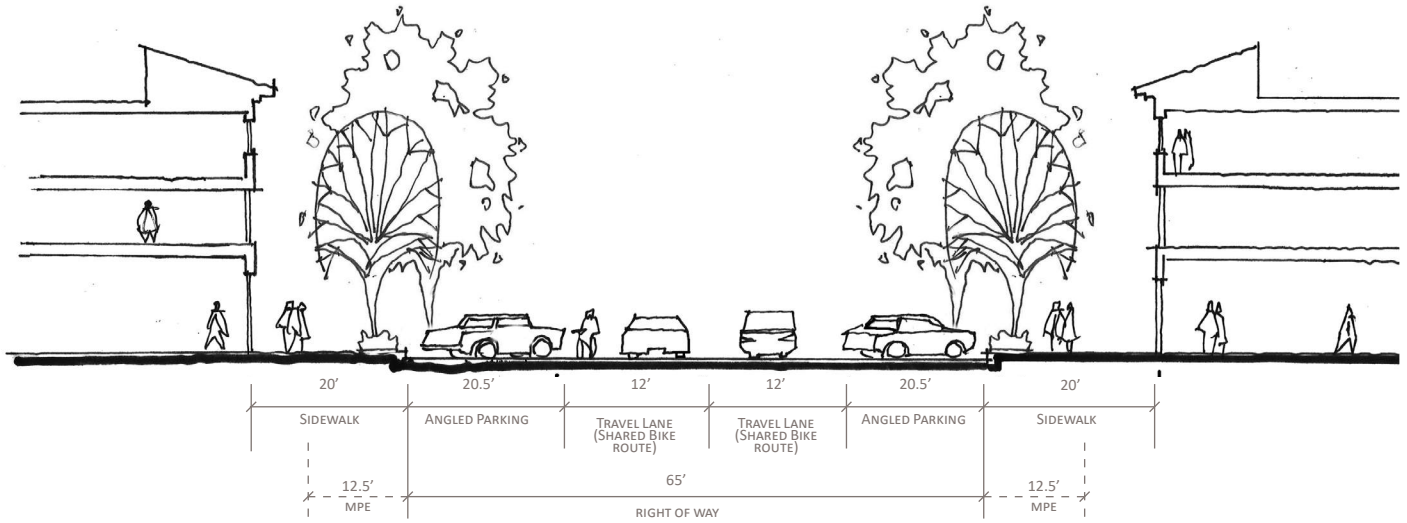 20’ 20.5’ 12’ 12’ 20.5’ 20’
SIDEWALK ANGLED PARKING TRAVEL LANE TRAVEL LANE ANGLED PARKING SIDEWALK
(SHARED BIKE (SHARED BIKE
ROUTE) ROUTE)
12.5’ 65’ 12.5’
MPE RIGHT OF WAY MPE